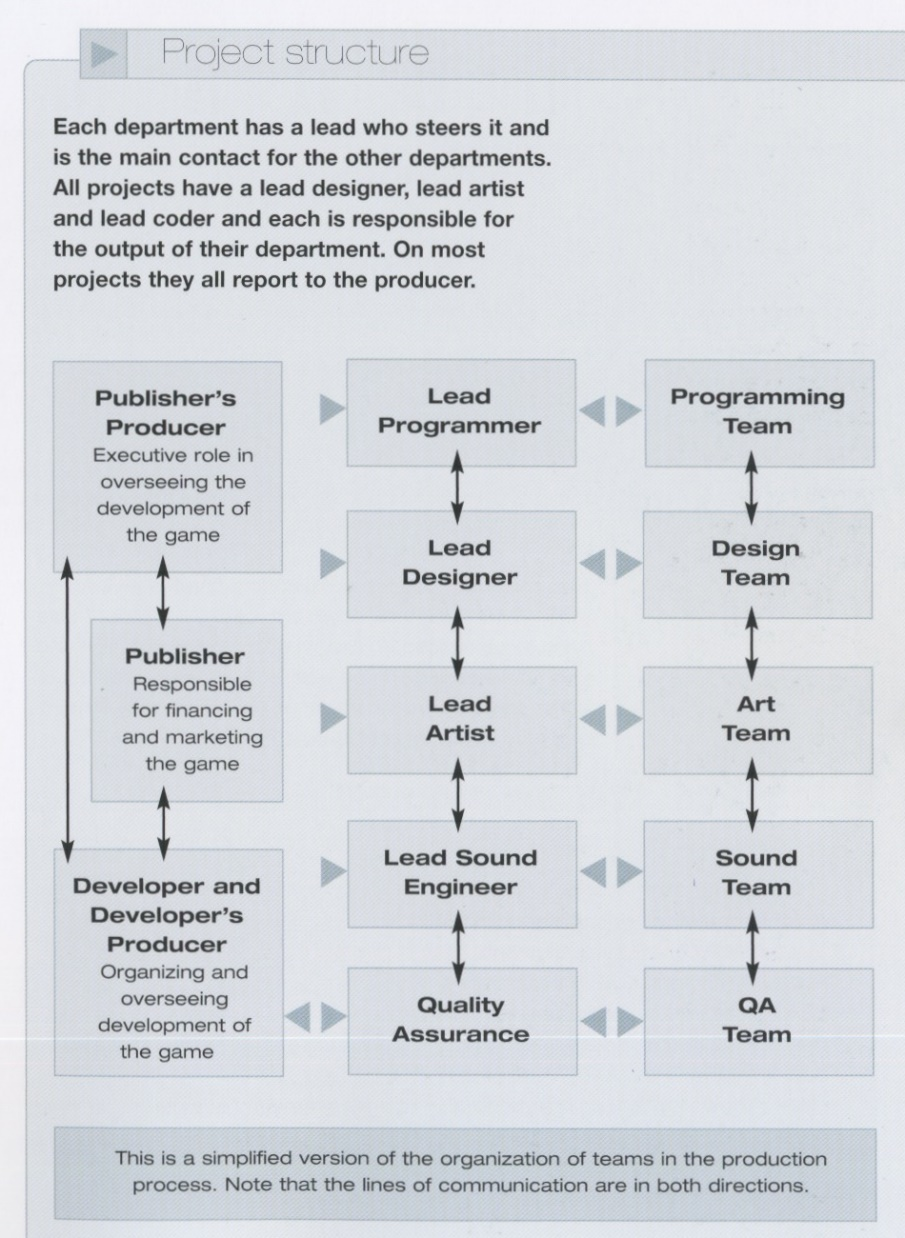 Project structure
Each department has a lead who steers it and
is the main contact for the other departments.
All projects have a lead designer, lead artist
and lead coder and each is responsible for
the output of their department. On most
projects they all report to the producer.
Publisher's
Producer
Executive role in
overseeing the
development of
the game
Publisher
Responsible
for financing
and marketing
the game
Developer and
Developer's
Producer
Organizing and
overseeing
development of
the game
Lead
Programmer
Lead
Designer
Lead
Artist
Lead Sound
Engineer
Quality
Assurance
Programming
Team
Design
Team
Art
Team
Sound
Team
QA
Team
This is a simplified version of the organization of teams in the production
process. Note that the lines of communication are in both directions.